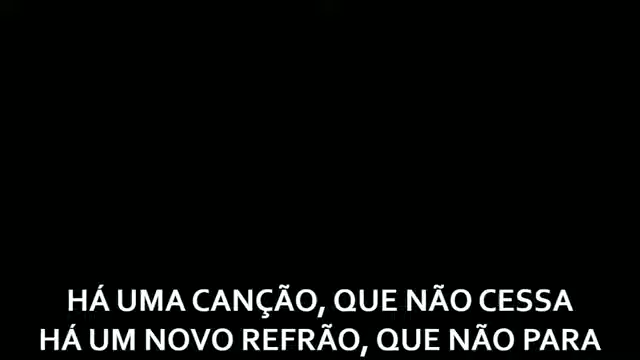 HÁ UMA CANÇÃO, QUE NÃO CESSA
HÁ UM NOVO REFRÃO, QUE NÃO PARA